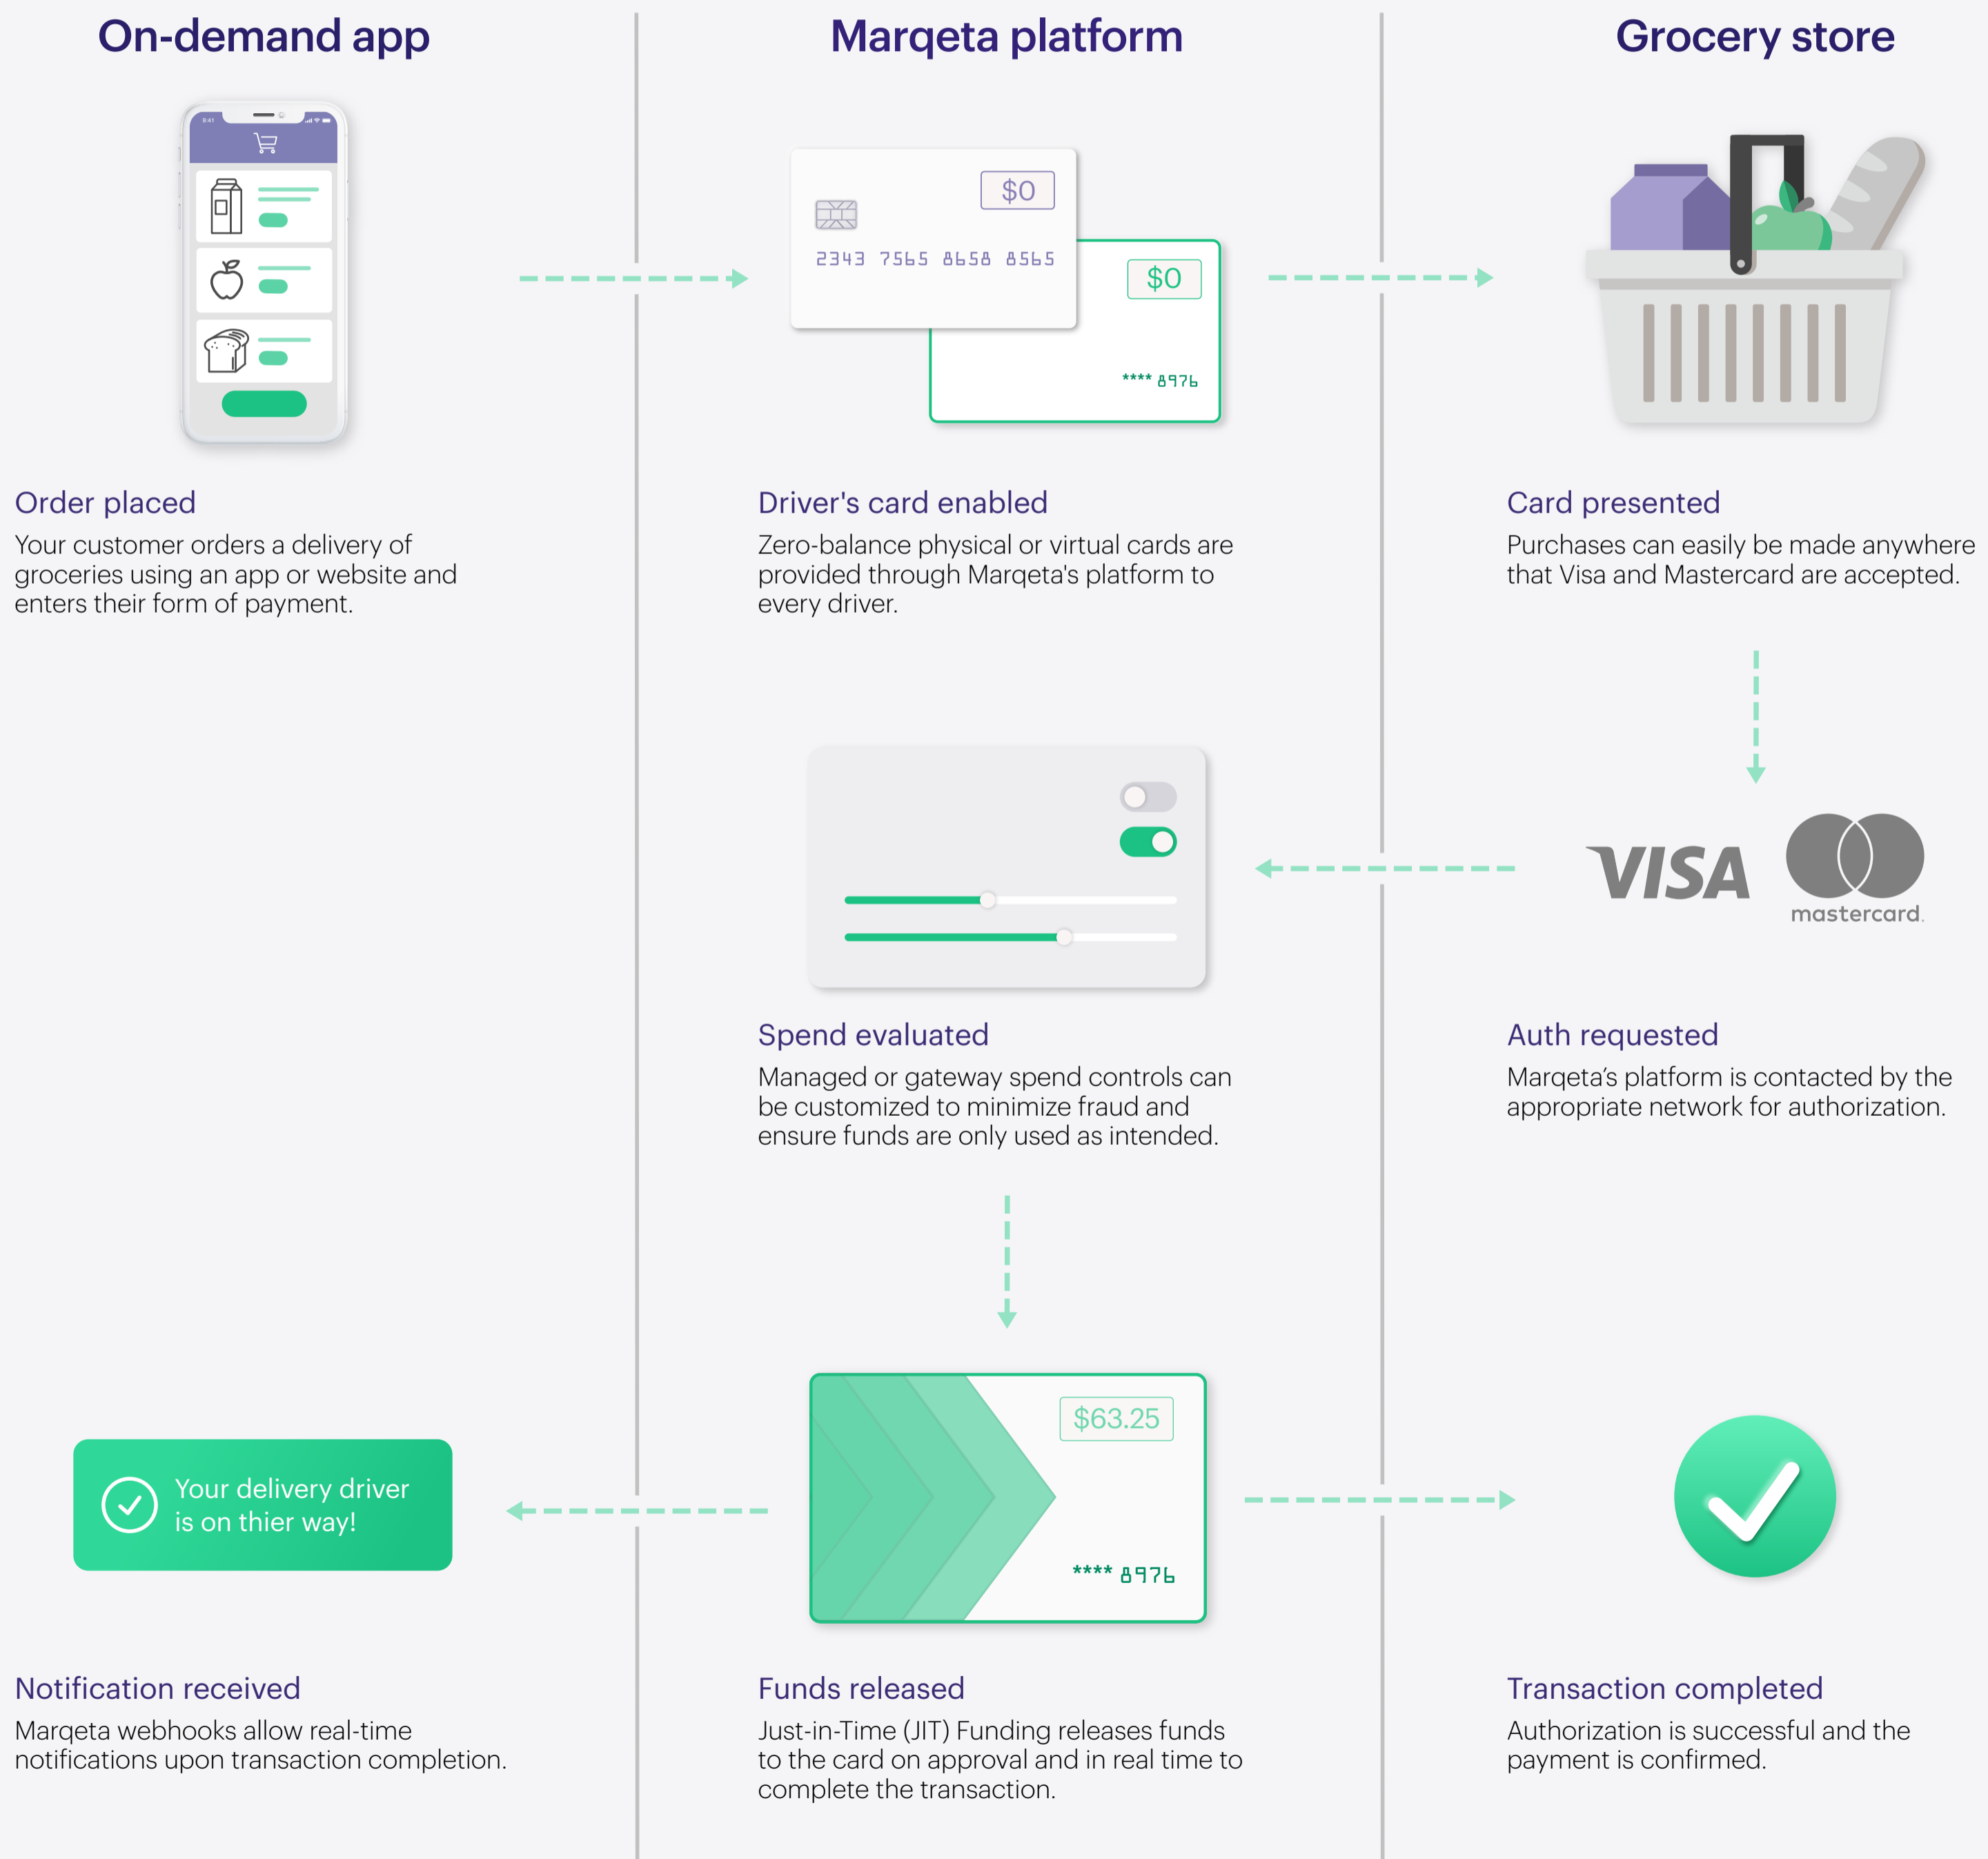 On-demand app
Marqeta platform
Grocery store
9:41
$0
2343 7565 8658 8565
$0
**** 8976
Order placed
Your customer orders a delivery of
groceries using an app or website and
enters their form of payment.
Driver's card enabled
Zero-balance physical or virtual cards are
provided through Marqeta's platform to
every driver.
Card presented
Purchases can easily be made anywhere
that Visa and Mastercard are accepted.
VISA
mastercard.
Spend evaluated
Managed or gateway spend controls can
be customized to minimize fraud and
ensure funds are only used as intended.
Auth requested
Marqeta’s platform is contacted by the
appropriate network for authorization.
Your delivery driver
is on thier way!
$63.25
**** 8976
Notification received
Marqeta webhooks allow real-time
notifications upon transaction completion.
Funds released
Just-in-Time (JIT) Funding releases funds
to the card on approval and in real time to
complete the transaction.
Transaction completed
Authorization is successful and the
payment is confirmed.